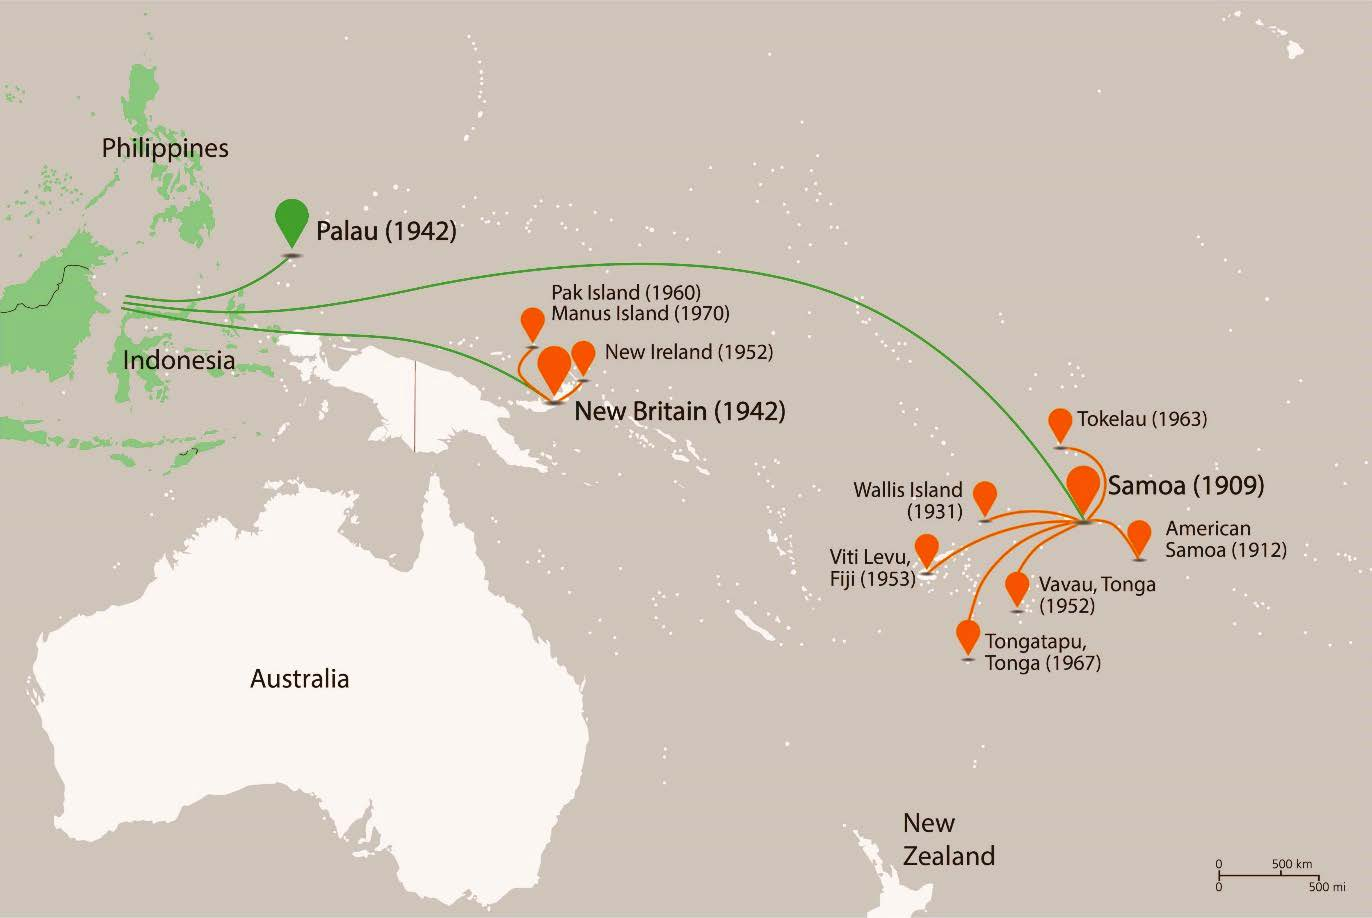 Philippines
Palau (1942)
Pak Island (1960)
Manus Island (1970)
New Ireland (1952)
Indonesia
New Britain (1942)
Tokelau (1963)
Wallis Island
(1931)
Samoa (1909)
American
Samoa (1912)
Viti Levu,
Fiji (1953)
Vavau, Tonga
(1952)
Tongatapu,
Tonga (1967)
Australia
New
Zealand
0 500 km
0 500 mi